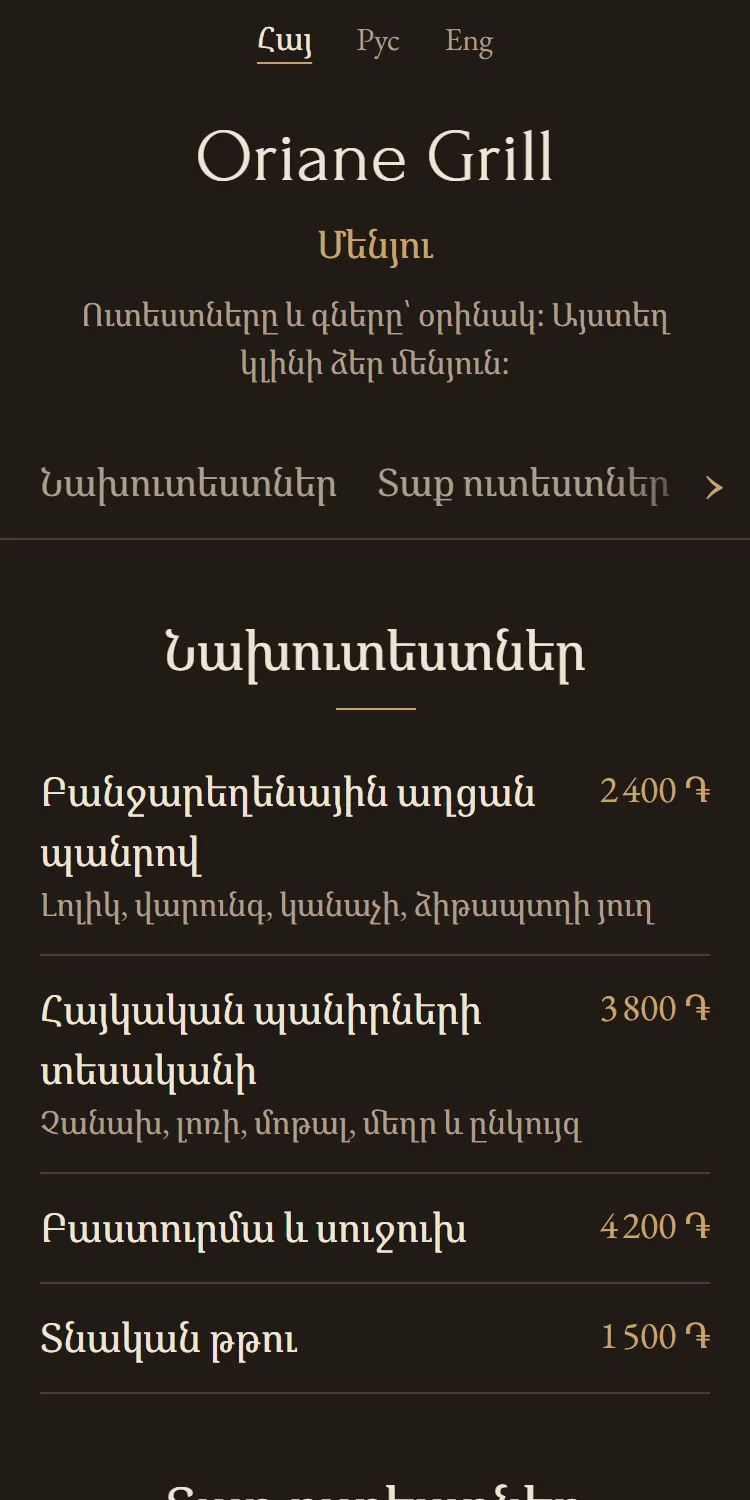 Հայ Рус Eng
Oriane Grill
Մենյու
Ուտեստները և գները՝ օրինակ: Այստեղ
կլինի ձեր մենյուն:
Նախուտեստներ Տաք ուտեստներ
Նախուտեստներ
Բանջարեղենային աղցան 2 400 ֏
պանրով
Լոլիկ, վարունգ, կանաչի, ձիթապտղի յուղ
Հայկական պանիրների 3 800 ֏
տեսականի
Չանախ, լոռի, մոթալ, մեղր և ընկույզ
Բաստուրմա և սուջուխ 4 200 ֏
Տնական թթու 1 500 ֏